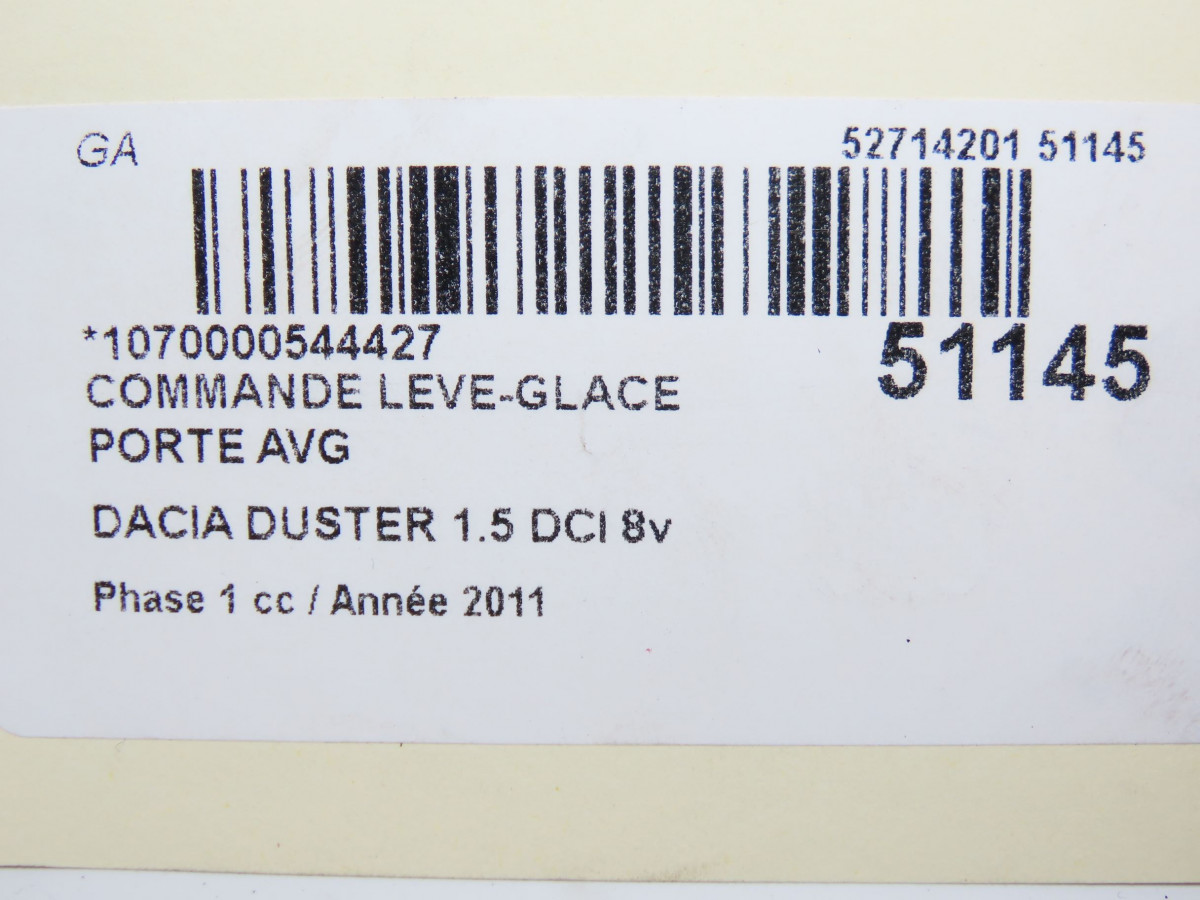 GA
52714201 51145
*1070000544427
51145
COMMANDE LEVE-GLACE
PORTE AVG
DACIA DUSTER 1.5 DCI 8v
Phase 1 cc / Année 2011